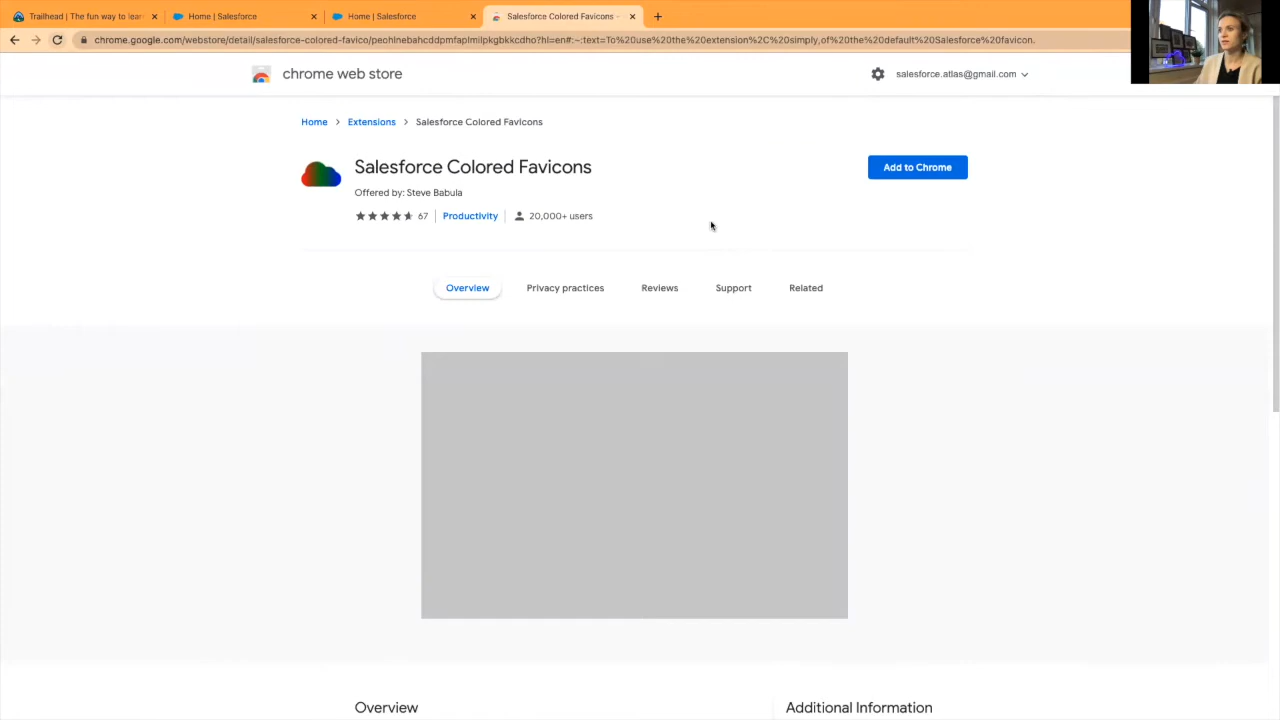 Trailhead | The fun way to lear
Home | Salesforce
Home | Salesforce
Salesforce Colored Favicons -
chrome.google.com/webstore/detail/salesforce-colored-favico/peohlnebahcddpmfaplmilpkgbkkcdho?hl=en#:~:text=To%20use%20the%20extension%2C%20simply,of%20the%20default%20Salesforce%20favicon.
chrome web store
salesforce.atlas@gmail.com
Home > Extensions > Salesforce Colored Favicons
Salesforce Colored Favicons
Add to Chrome
Offered by: Steve Babula
67
Productivity
20,000+ users
Overview
Privacy practices
Reviews
Support
Related
Overview
Additional Information